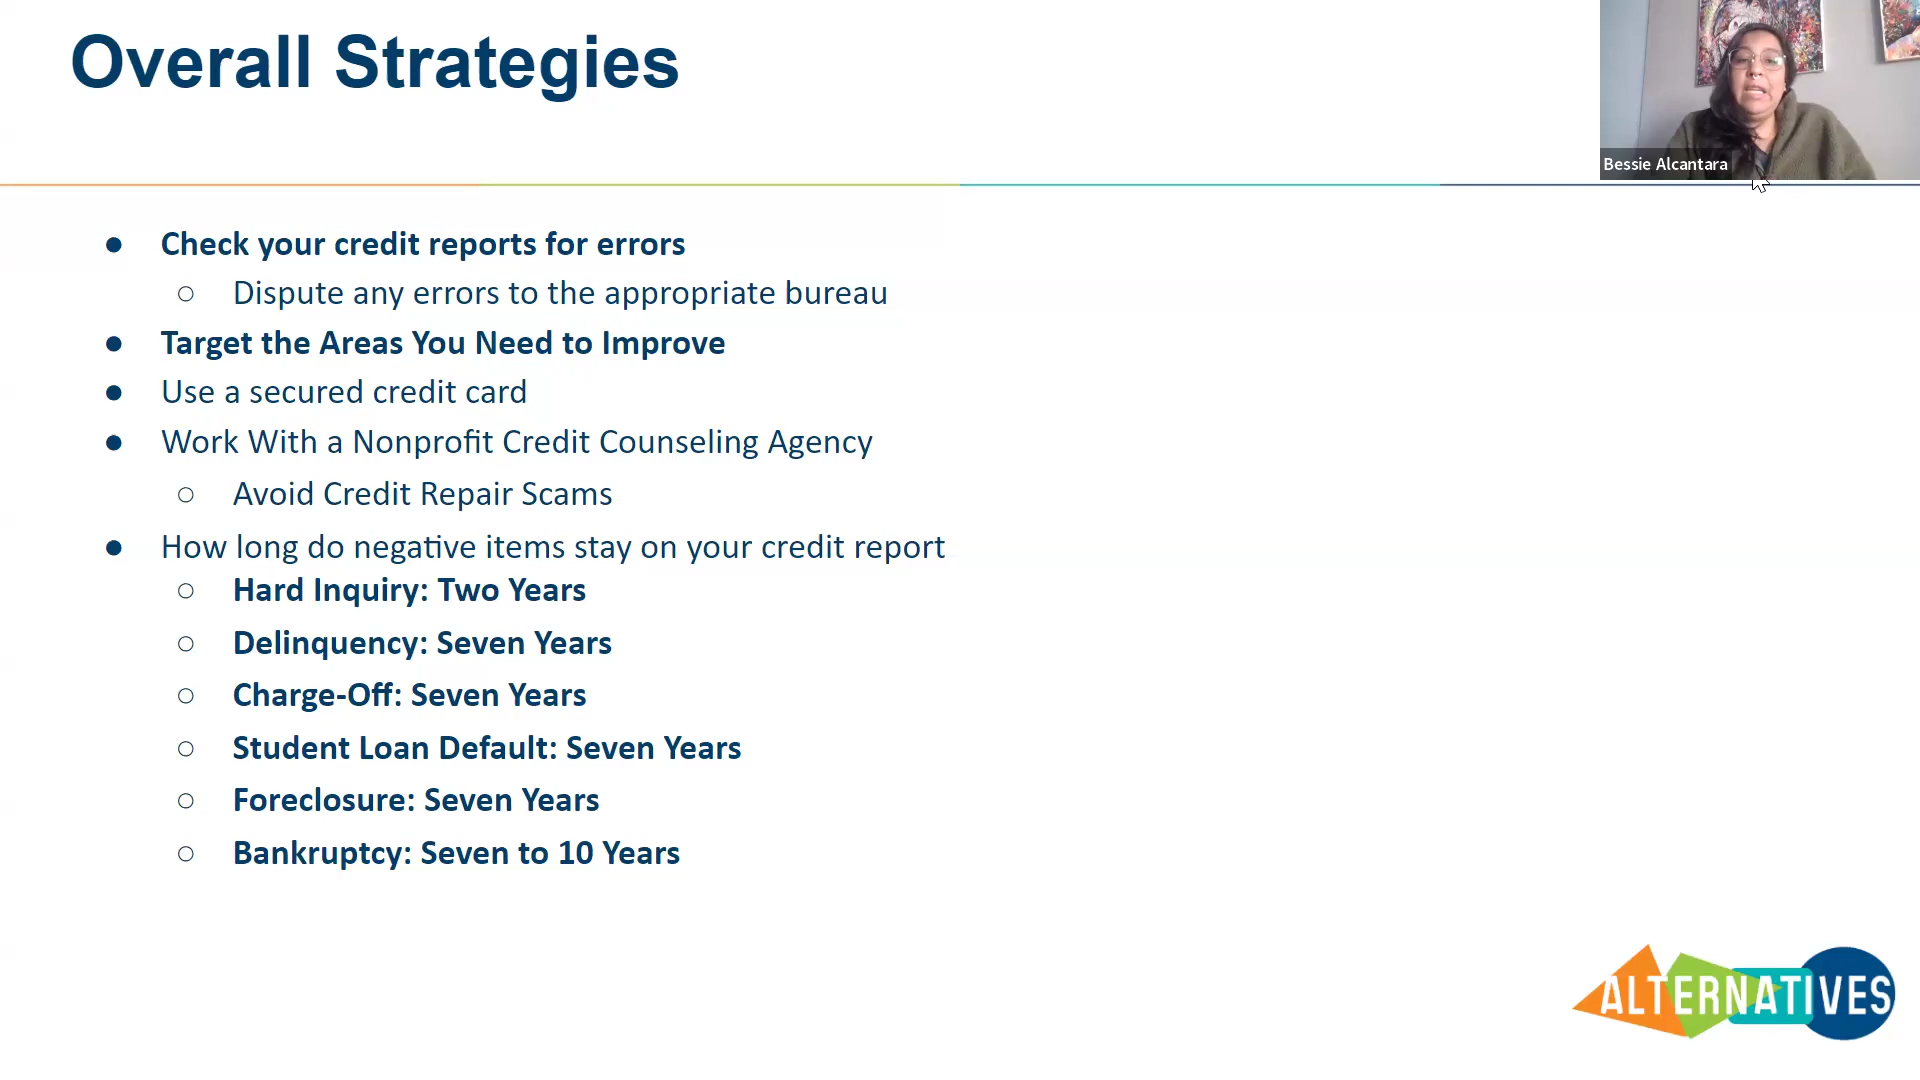 Overall Strategies
Bessie Alcantara
● Check your credit reports for errors
○ Dispute any errors to the appropriate bureau
● Target the Areas You Need to Improve
● Use a secured credit card
● Work With a Nonprofit Credit Counseling Agency
○ Avoid Credit Repair Scams
● How long do negative items stay on your credit report
○ Hard Inquiry: Two Years
○ Delinquency: Seven Years
○ Charge-Off: Seven Years
○ Student Loan Default: Seven Years
○ Foreclosure: Seven Years
○ Bankruptcy: Seven to 10 Years
ALTERNATIVES